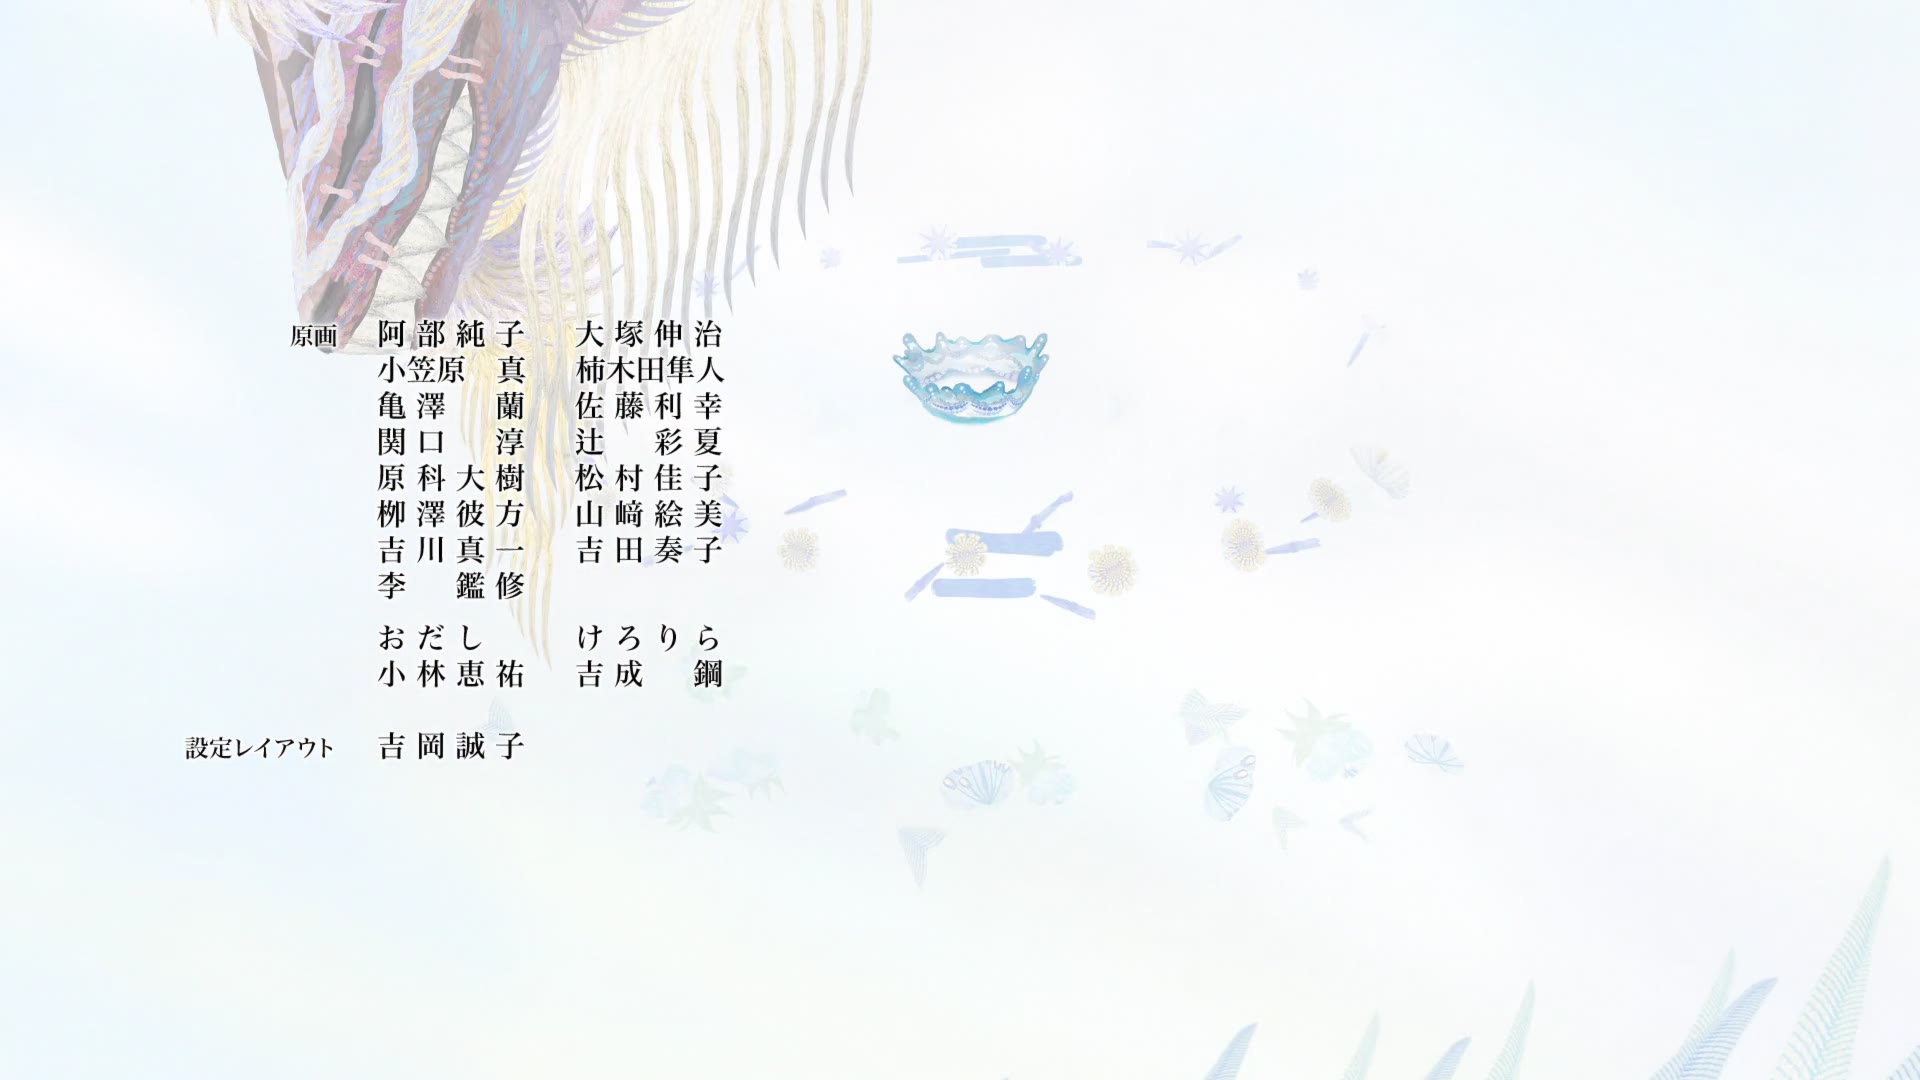 原画 阿部純子 大塚伸治
小笠原 真 柿木田隼人
亀澤 蘭 佐藤利幸
関口 淳 辻 彩夏
原科大樹 松村佳子
栁澤彼方 山﨑絵美
吉川真一 吉田奏子
李 鑑修
おだし けろりら
小林恵祐 吉成 鋼
設定レイアウト 吉岡誠子